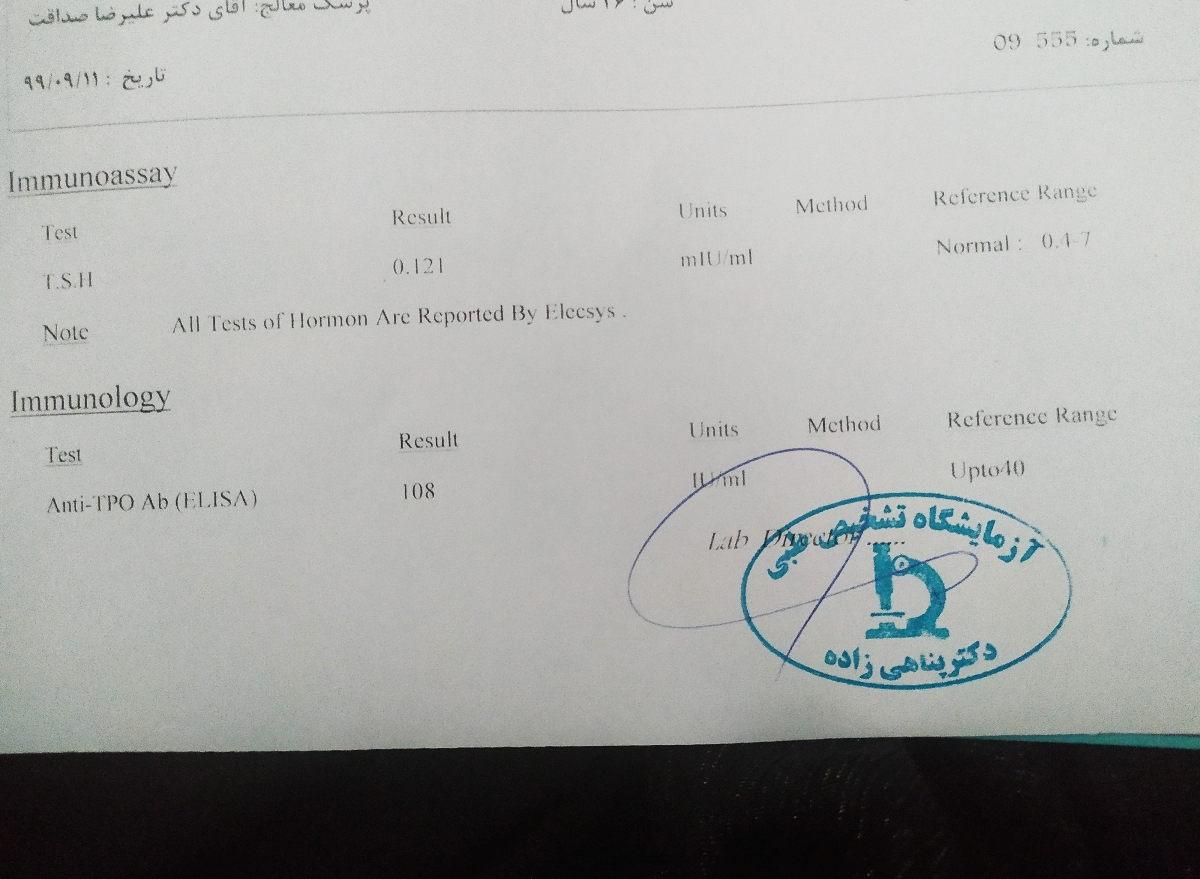 پزشک معالج: آقای دکتر علیرضا صداقت
سن : ۲۶ سال
شماره: 555 09
تاریخ : ۹۹/۰۹/۱۱
Immunoassay
Test Result Units Method Reference Range
T.S.H 0.121 mIU/ml Normal : 0.4-7
Note All Tests of Hormon Are Reported By Elecsys .
Immunology
Test Result Units Method Reference Range
Anti-TPO Ab (ELISA) 108 IU/ml Upto40
Lab Director ......
آزمایشگاه تشخیص طبی
دکتر پناهی زاده